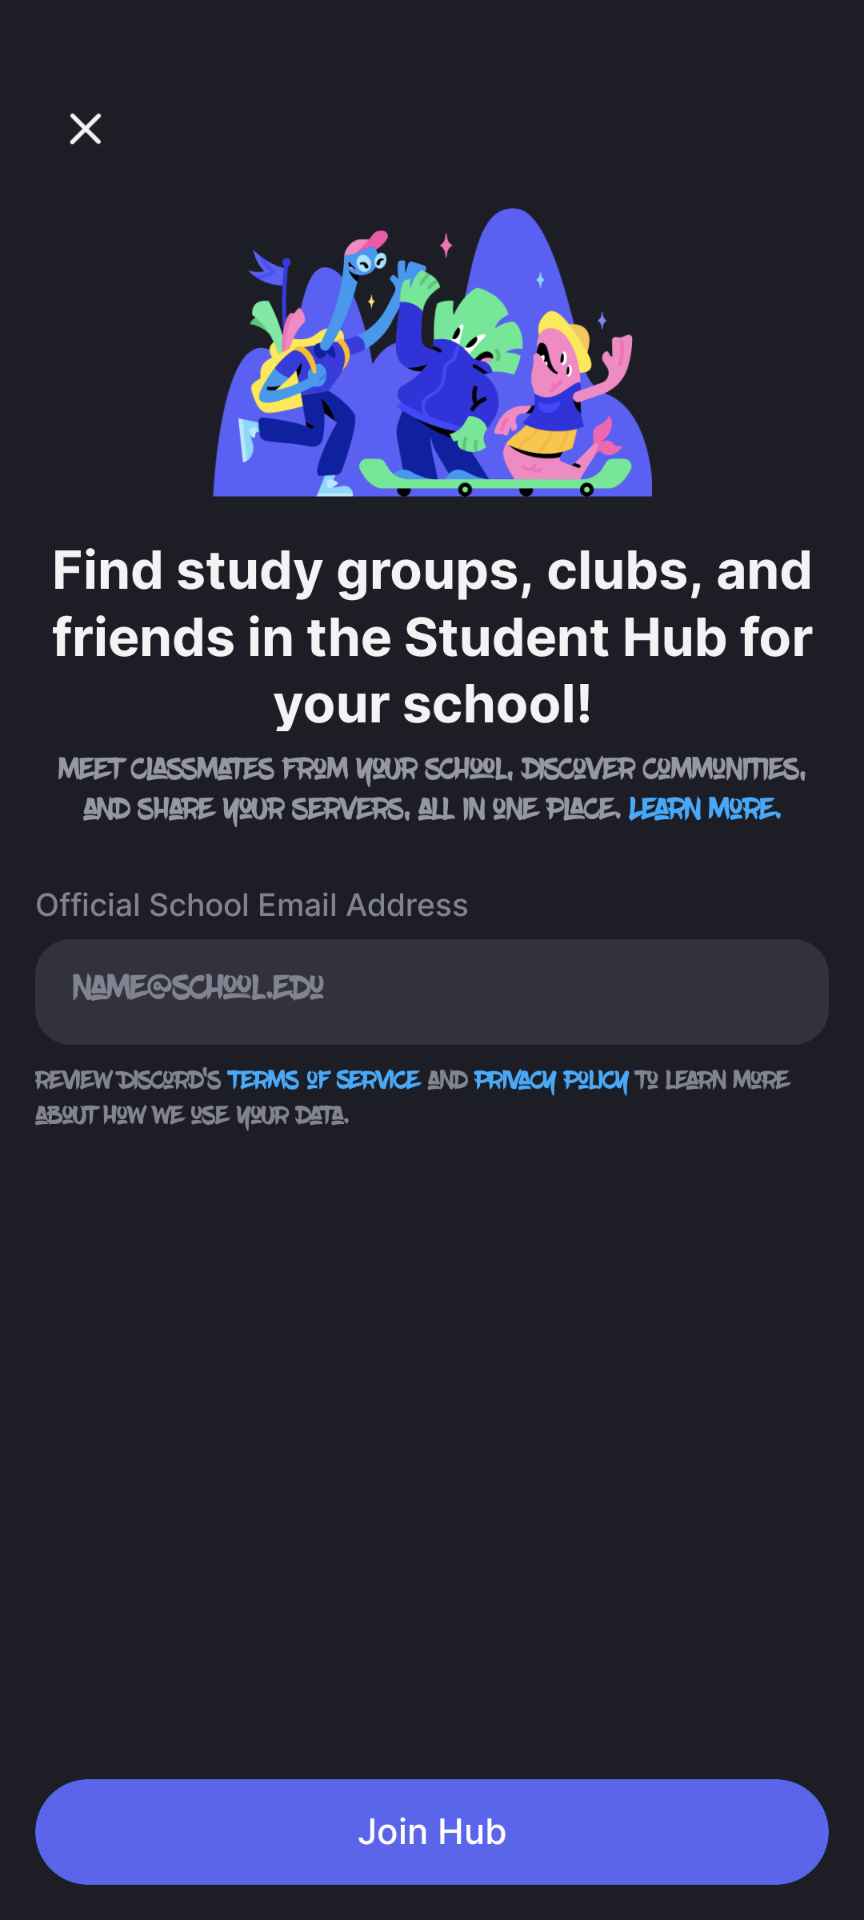 Find study groups, clubs, and
friends in the Student Hub for
your school!
MEET CLASSMATES FROM YOUR SCHOOL, DISCOVER COMMUNITIES,
AND SHARE YOUR SERVERS, ALL IN ONE PLACE. LEARN MORE.
Official School Email Address
NAME@SCHOOL.EDU
REVIEW DISCORD'S TERMS OF SERVICE AND PRIVACY POLICY TO LEARN MORE
ABOUT HOW WE USE YOUR DATA.
Join Hub